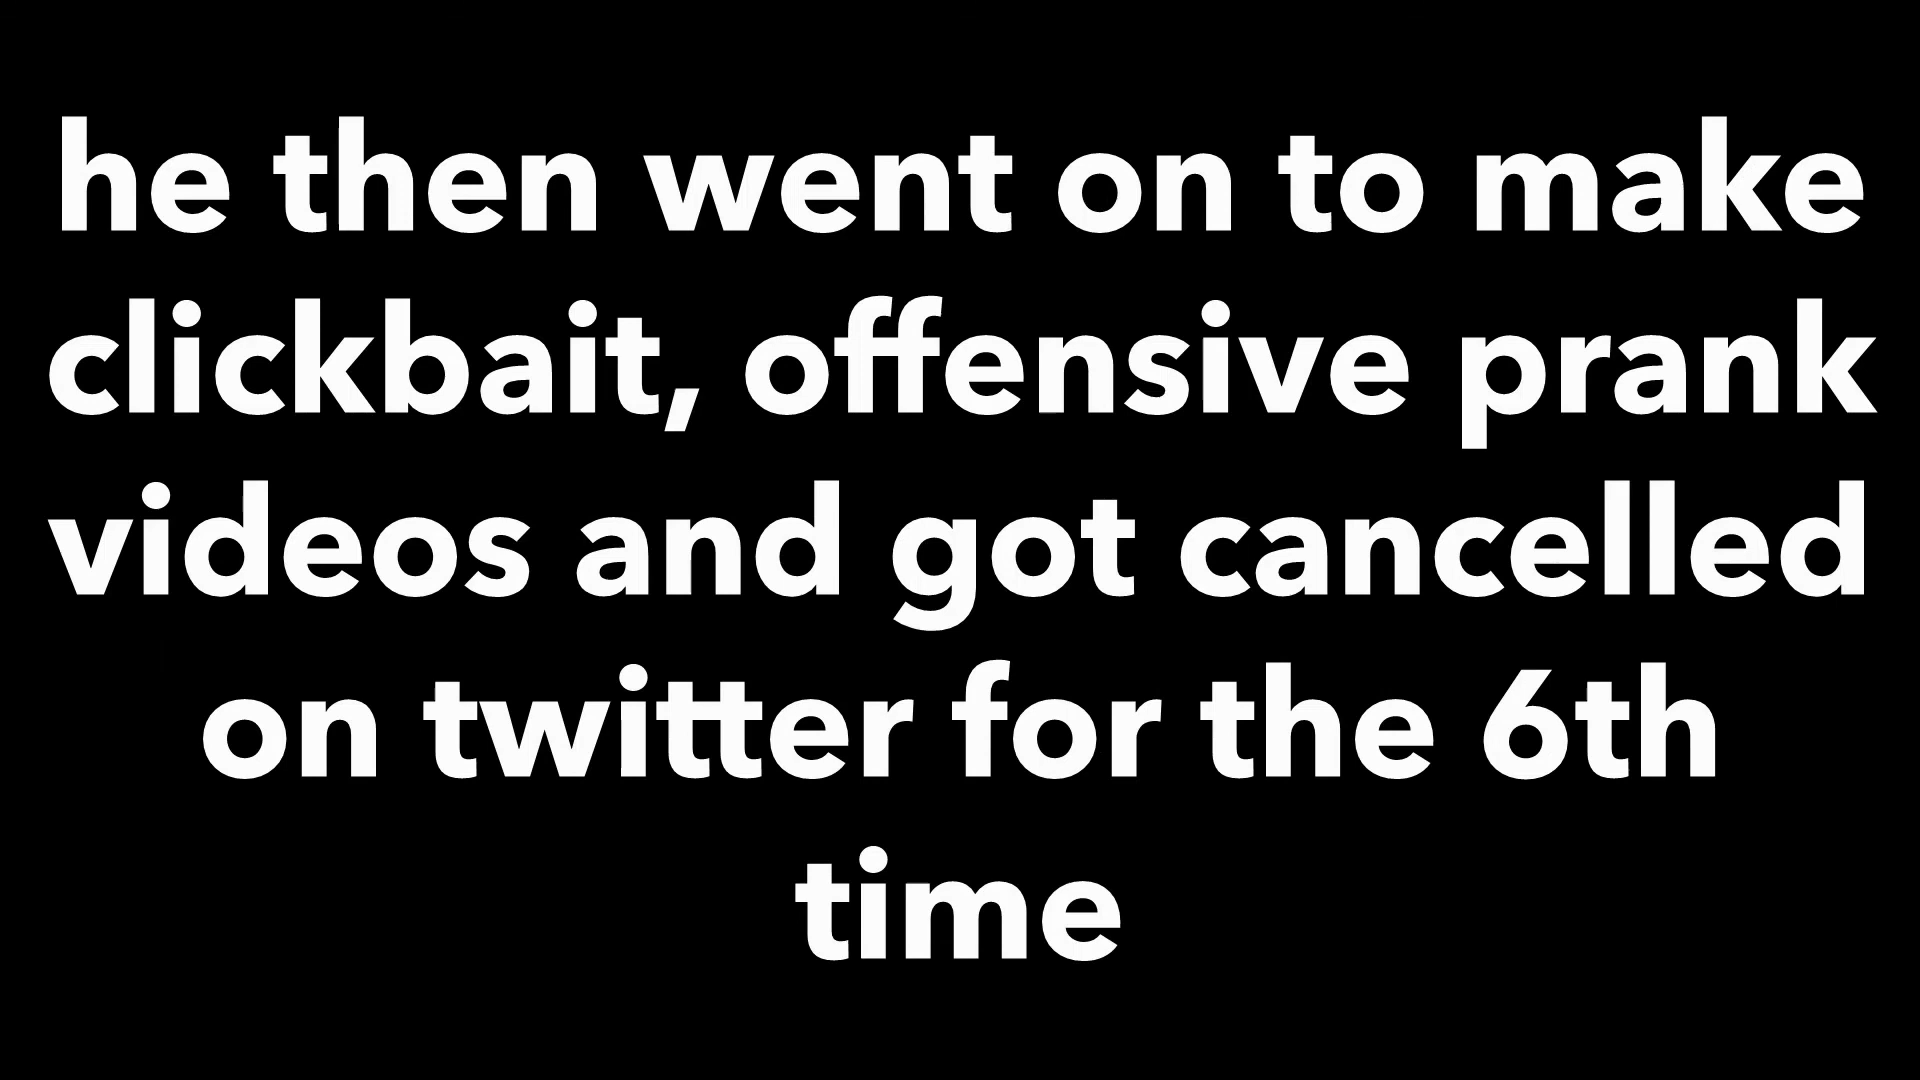 he then went on to make
clickbait, offensive prank
videos and got cancelled
on twitter for the 6th
time